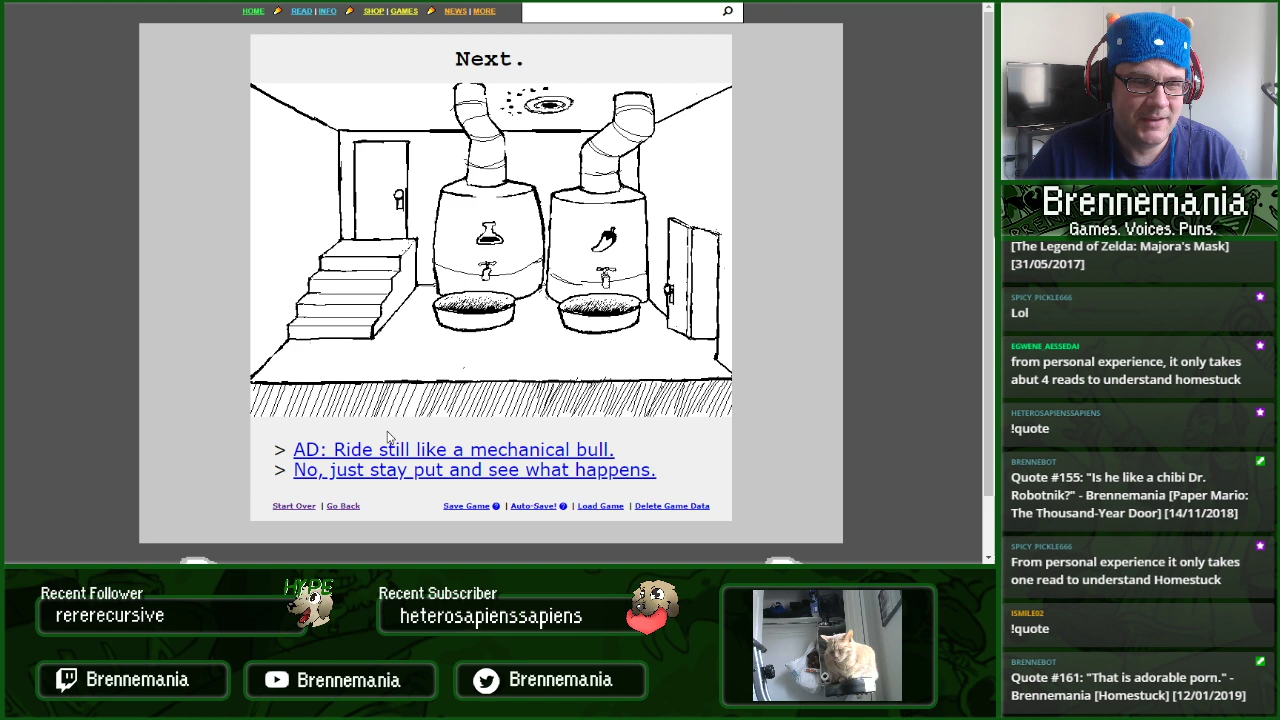 HOME READ | INFO SHOP | GAMES NEWS | MORE
Next.
> AD: Ride still like a mechanical bull.
> No, just stay put and see what happens.
Start Over | Go Back Save Game ? | Auto-Save! ? | Load Game | Delete Game Data
Brennemania
Games. Voices. Puns.
[The Legend of Zelda: Majora's Mask]
[31/05/2017]
SPICY PICKLE666
Lol
EGWENE_AESSEDAI
from personal experience, it only takes
abut 4 reads to understand homestuck
HETEROSAPIENSSAPIENS
!quote
BRENNEBOT
Quote #155: "Is he like a chibi Dr.
Robotnik?" - Brennemania [Paper Mario:
The Thousand-Year Door] [14/11/2018]
SPICY PICKLE666
From personal experience it only takes
one read to understand Homestuck
ISMILE02
!quote
BRENNEBOT
Quote #161: "That is adorable porn." -
Brennemania [Homestuck] [12/01/2019]
Recent Follower
HYPE
rererecursive
Recent Subscriber
heterosapienssapiens
Brennemania
Brennemania
Brennemania